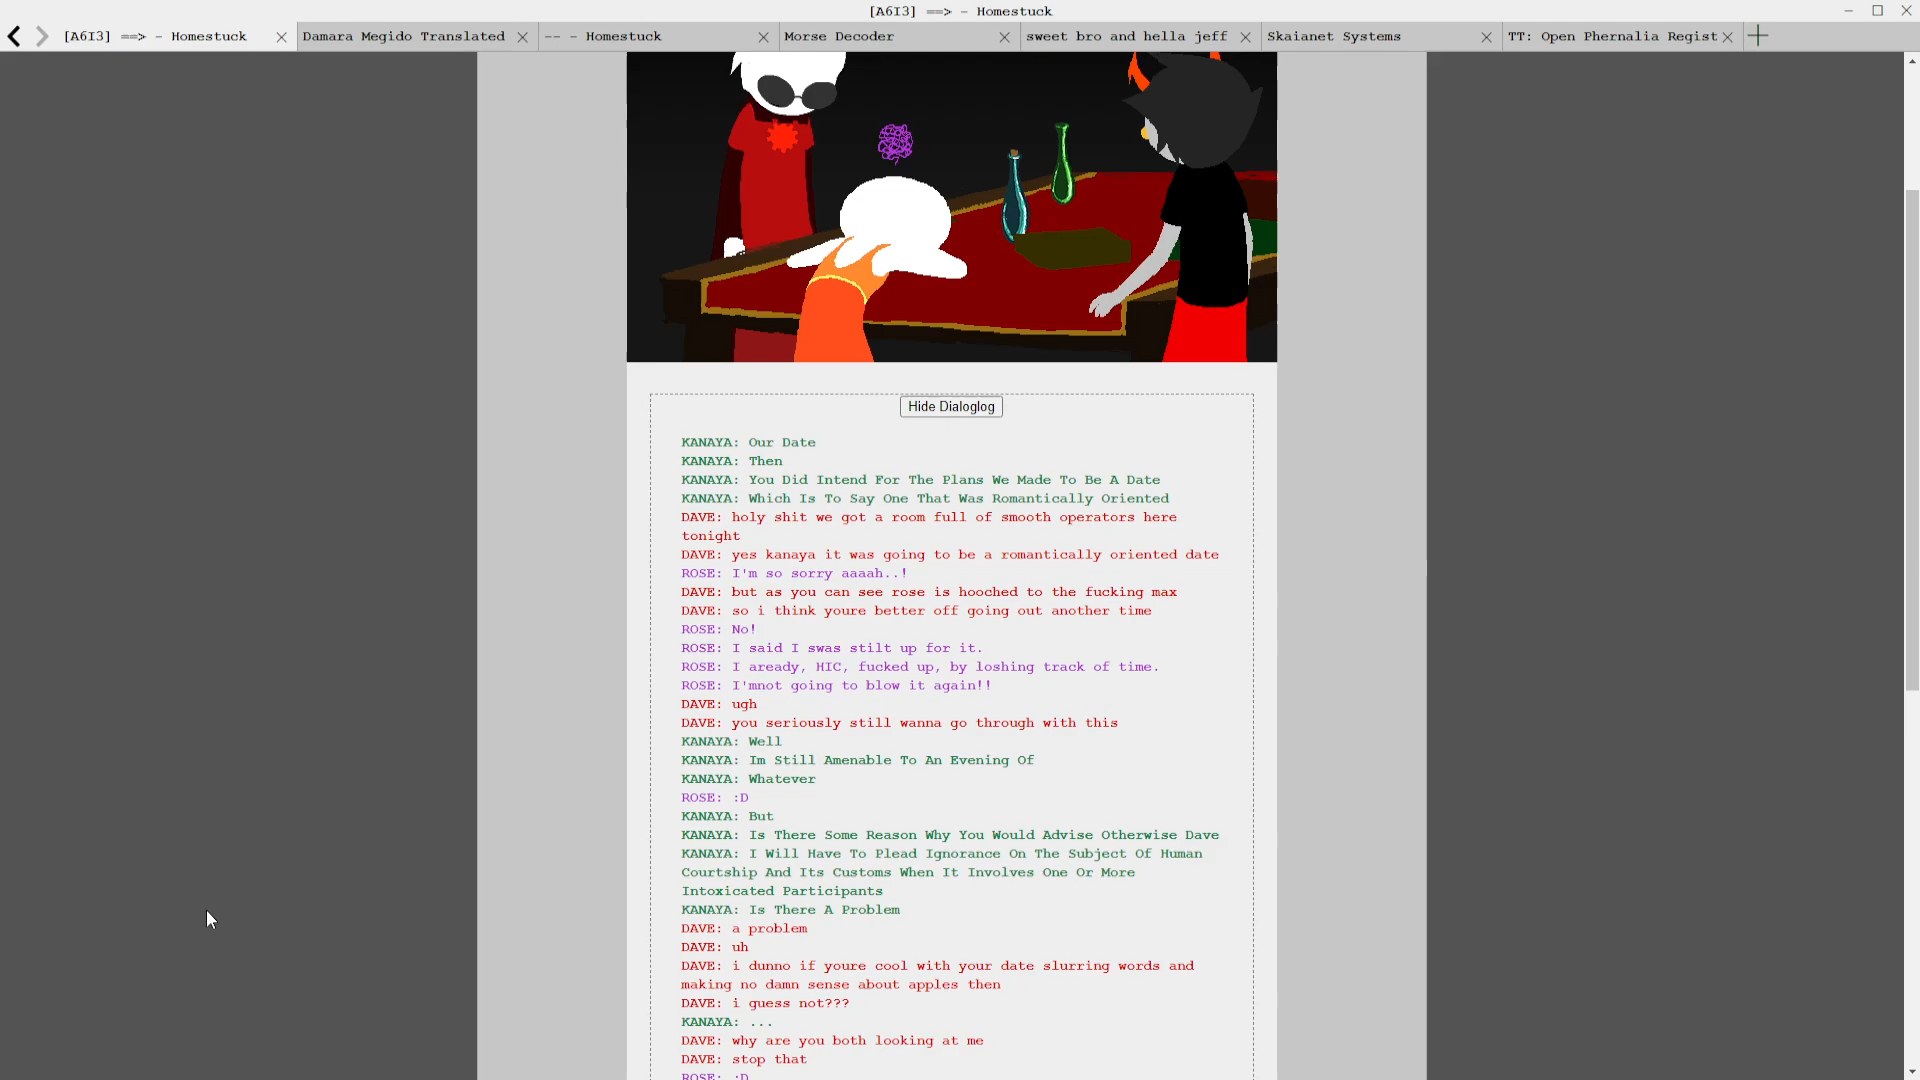 [A6I3] ==> - Homestuck
[A6I3] ==> - Homestuck
Damara Megido Translated
-- - Homestuck
Morse Decoder
sweet bro and hella jeff
Skaianet Systems
TT: Open Phernalia Regist
Hide Dialoglog
KANAYA: Our Date
KANAYA: Then
KANAYA: You Did Intend For The Plans We Made To Be A Date
KANAYA: Which Is To Say One That Was Romantically Oriented
DAVE: holy shit we got a room full of smooth operators here
tonight
DAVE: yes kanaya it was going to be a romantically oriented date
ROSE: I'm so sorry aaaah..!
DAVE: but as you can see rose is hooched to the fucking max
DAVE: so i think youre better off going out another time
ROSE: No!
ROSE: I said I swas stilt up for it.
ROSE: I aready, HIC, fucked up, by loshing track of time.
ROSE: I'mnot going to blow it again!!
DAVE: ugh
DAVE: you seriously still wanna go through with this
KANAYA: Well
KANAYA: Im Still Amenable To An Evening Of
KANAYA: Whatever
ROSE: :D
KANAYA: But
KANAYA: Is There Some Reason Why You Would Advise Otherwise Dave
KANAYA: I Will Have To Plead Ignorance On The Subject Of Human
Courtship And Its Customs When It Involves One Or More
Intoxicated Participants
KANAYA: Is There A Problem
DAVE: a problem
DAVE: uh
DAVE: i dunno if youre cool with your date slurring words and
making no damn sense about apples then
DAVE: i guess not???
KANAYA: ...
DAVE: why are you both looking at me
DAVE: stop that
ROSE: :D